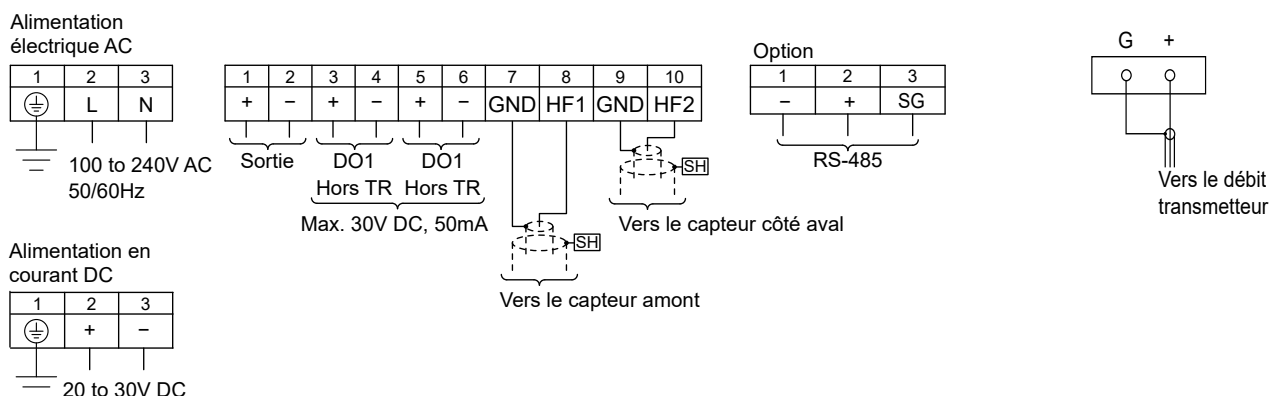 Alimentation
électrique AC
1 2 3
L N
100 to 240V AC
50/60Hz
1 2 3 4 5 6 7 8 9 10
+ − + − + − GND HF1 GND HF2
Sortie DO1 DO1
Hors TR Hors TR
Max. 30V DC, 50mA
SH
Vers le capteur côté aval
SH
Vers le capteur amont
Option
1 2 3
− + SG
RS-485
G +
Vers le débit
transmetteur
Alimentation en
courant DC
1 2 3
+ −
20 to 30V DC